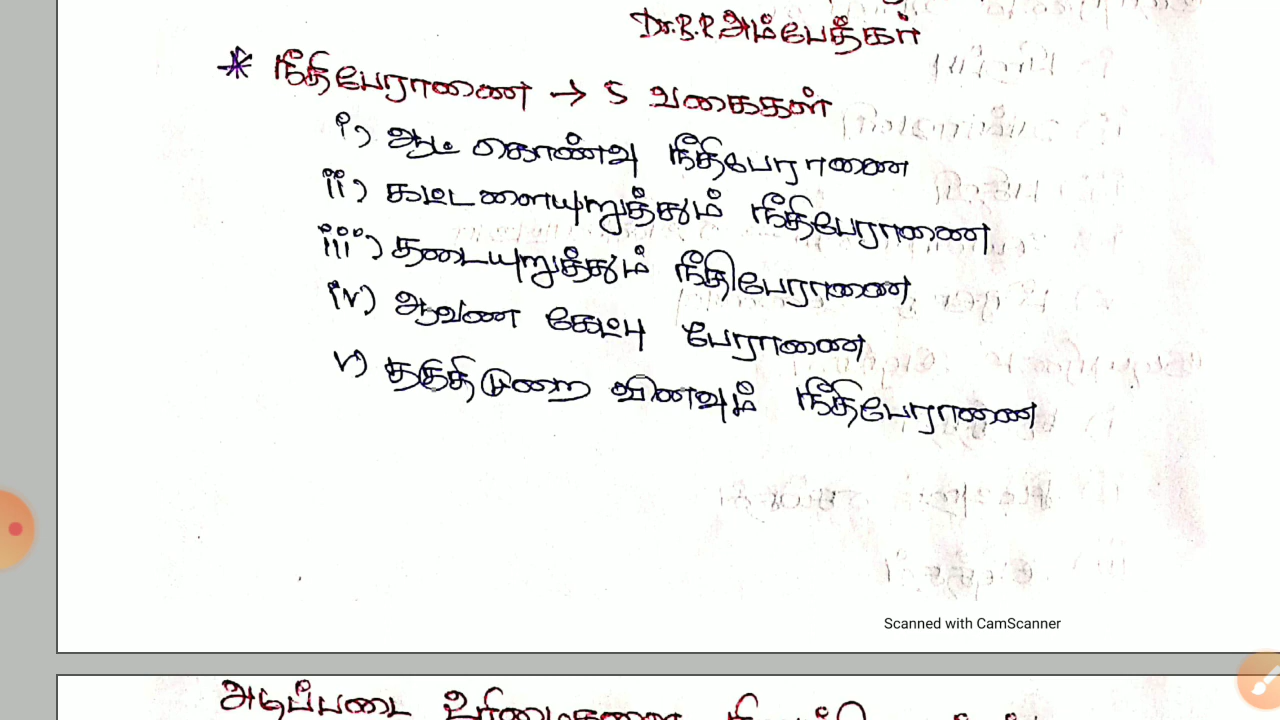 Dr.B.R.அம்பேத்கர்
* நீதிபேராணை → 5 வகைகள்
i) ஆட் கொண்வு நீதிபேராணை
ii) கட்டளையுறுத்தும் நீதிபேராணை
iii) தடையுறுத்தும் நீதிபேராணை
iv) ஆவண கேட்பு பேராணை
v) தகுதிமுறை வினவும் நீதிபேராணை
Scanned with CamScanner
அடிப்படை உரிமைகளை